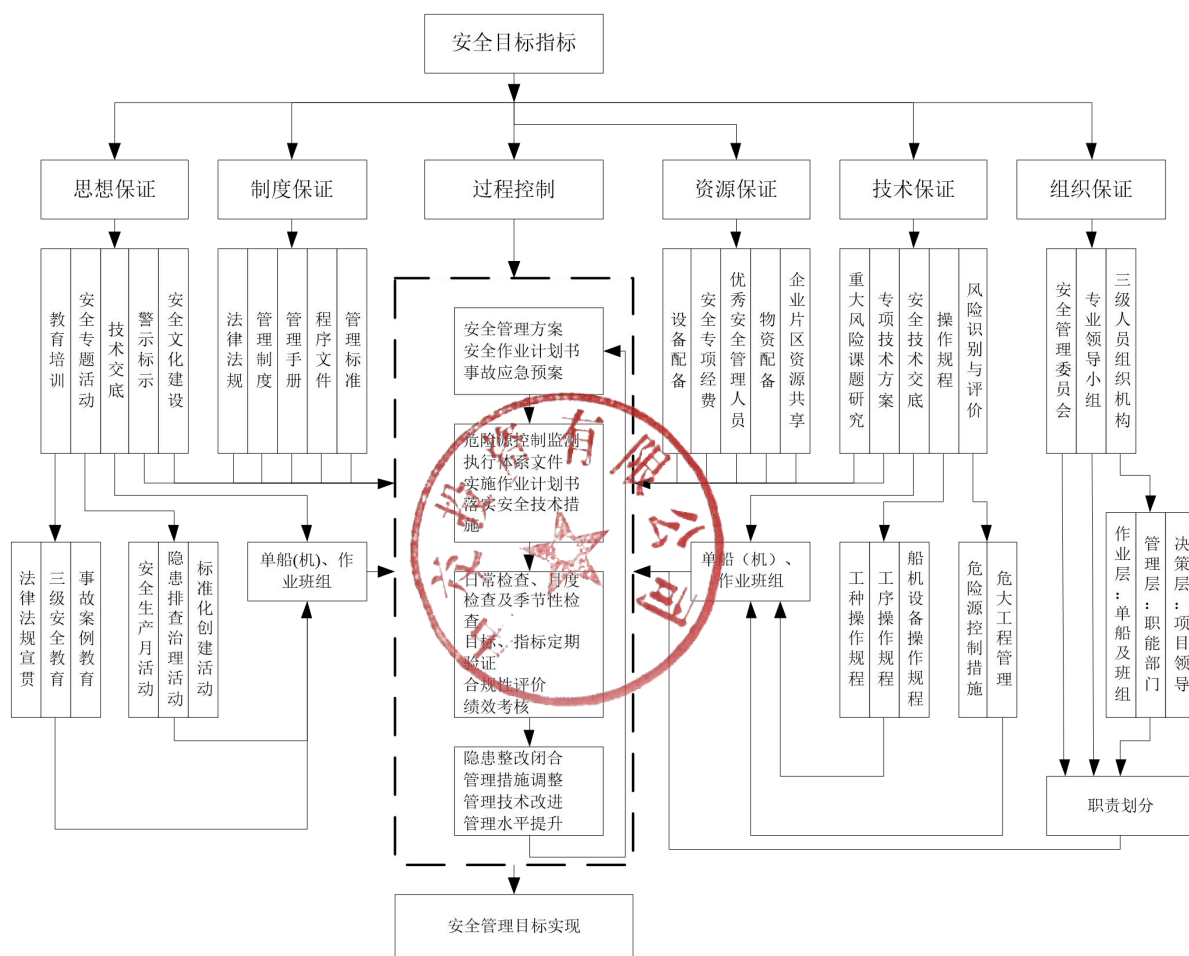 安全目标指标
思想保证
制度保证
过程控制
资源保证
技术保证
组织保证
教育培训
安全专题活动
技术交底
警示标示
安全文化建设
法律法规
管理制度
管理手册
程序文件
管理标准
安全管理方案
安全作业计划书
事故应急预案
设备配备
安全专项经费
优秀安全管理人员
物资配备
企业片区资源共享
重大风险课题研究
专项技术方案
安全技术交底
操作规程
风险识别与评价
安全管理委员会
专业领导小组
三级人员组织机构
危险源控制监测
执行体系文件
实施作业计划书
落实安全技术措
施
法律法规宣贯
三级安全教育
事故案例教育
安全生产月活动
隐患排查治理活动
标准化创建活动
单船(机)、作
业班组
日常检查、月度
检查及季节性检
查
目标、指标定期
验证
合规性评价
绩效考核
单船（机）、
作业班组
工种操作规程
工序操作规程
船机设备操作规程
危险源控制措施
危大工程管理
作业层：单船及班组
管理层：职能部门
决策层：项目领导
隐患整改闭合
管理措施调整
管理技术改进
管理水平提升
职责划分
安全管理目标实现
交投资有限公司